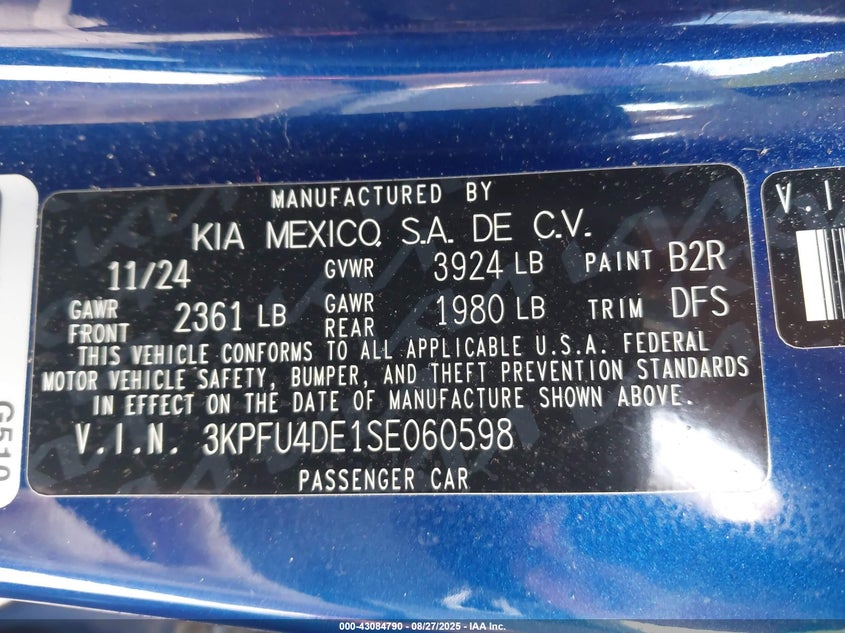 MANUFACTURED BY
KIA MEXICO, S.A. DE C.V.
11/24 GVWR 3924 LB PAINT B2R
GAWR FRONT 2361 LB GAWR REAR 1980 LB TRIM DFS
THIS VEHICLE CONFORMS TO ALL APPLICABLE U.S.A. FEDERAL
MOTOR VEHICLE SAFETY, BUMPER, AND THEFT PREVENTION STANDARDS
IN EFFECT ON THE DATE OF MANUFACTURE SHOWN ABOVE.
V.I.N. 3KPFU4DE1SE060598
PASSENGER CAR
V.I
G510
000-43084790 - 08/27/2025 - IAA Inc.